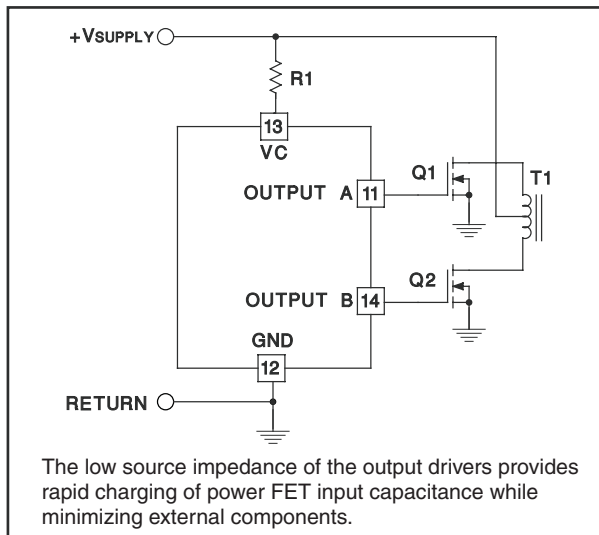 +VSUPPLY
R1
13
VC
Q1
T1
OUTPUT A 11
Q2
OUTPUT B 14
GND
12
RETURN
The low source impedance of the output drivers provides
rapid charging of power FET input capacitance while
minimizing external components.